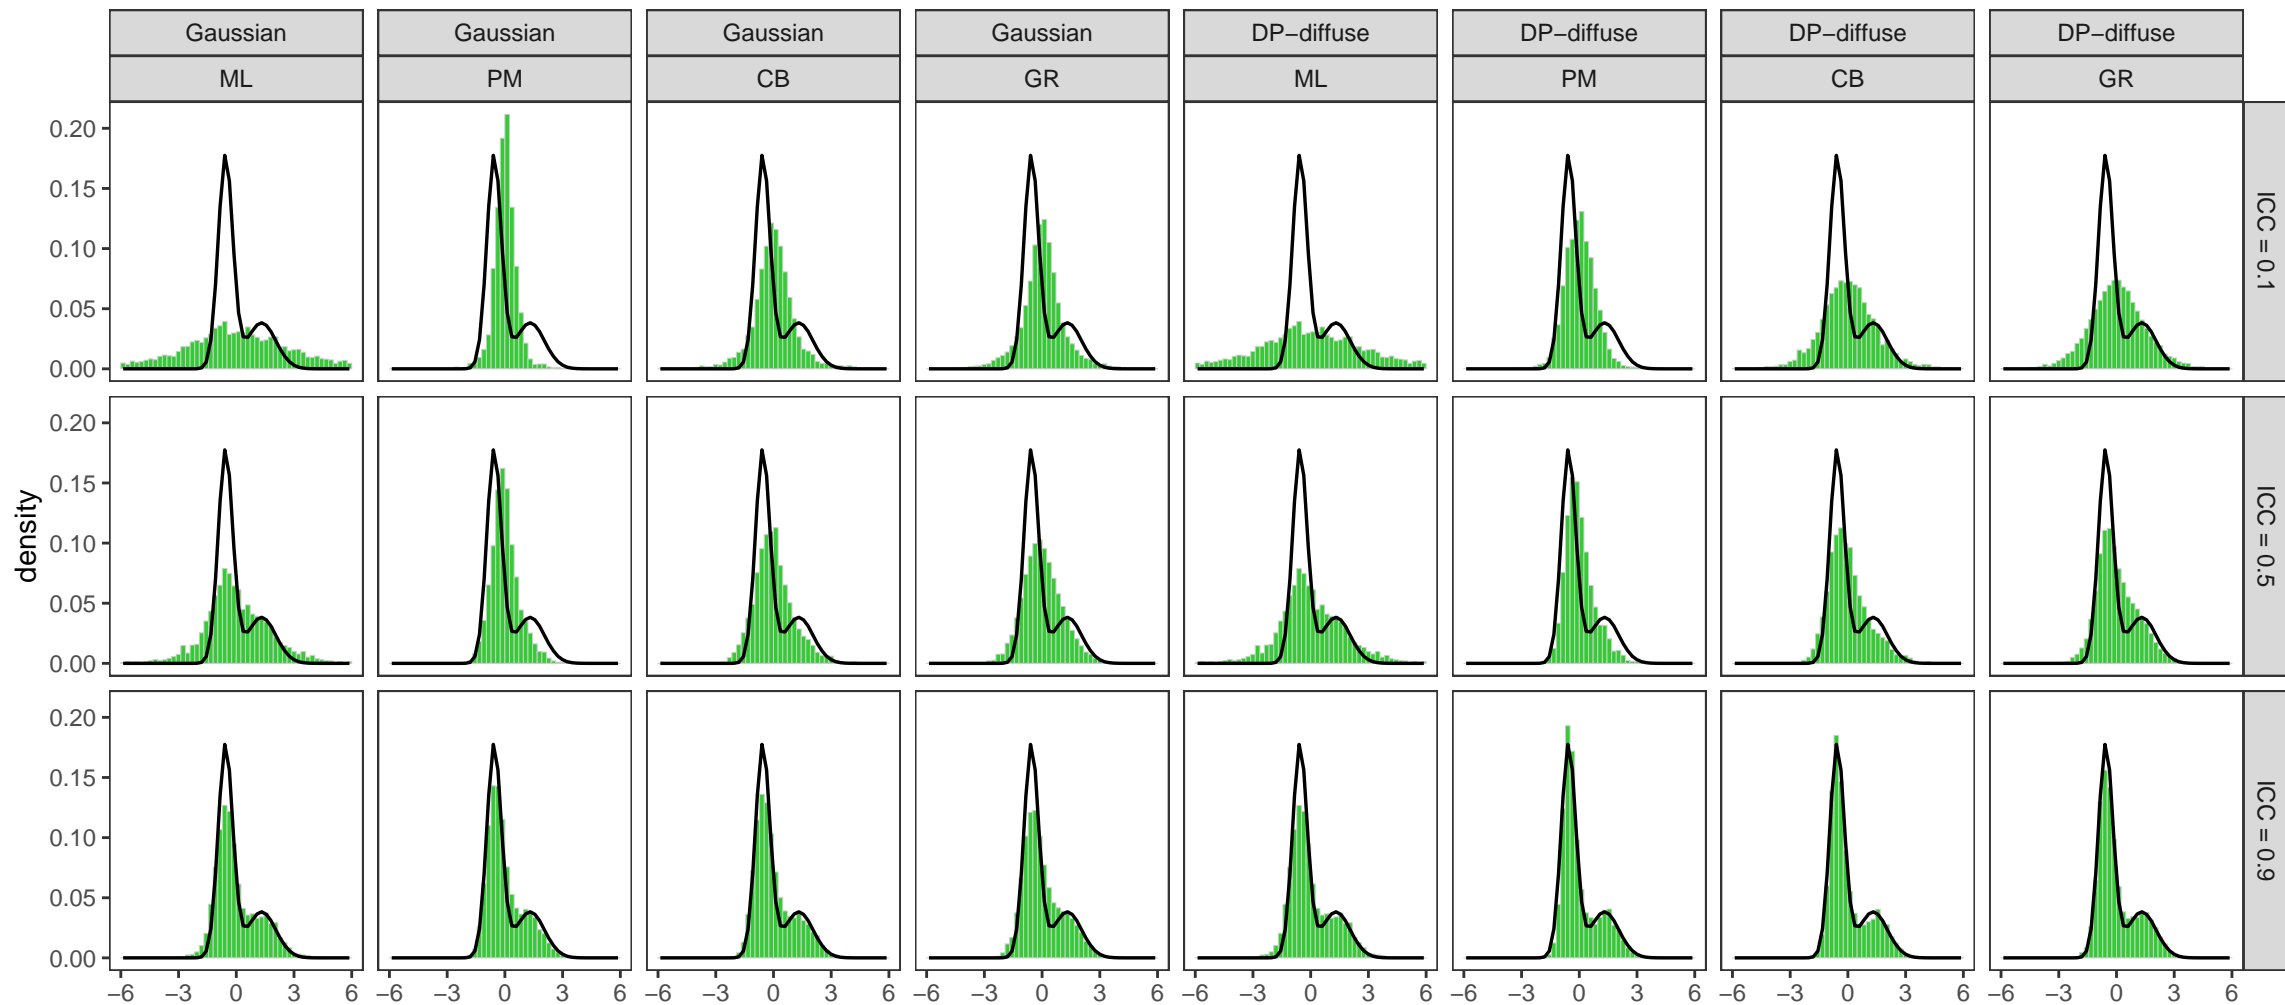 Gaussian Gaussian Gaussian Gaussian DP−diffuse DP−diffuse DP−diffuse DP−diffuse
ML PM CB GR ML PM CB GR
density
0.20
0.15
0.10
0.05
0.00
ICC = 0.1
0.20
0.15
0.10
0.05
0.00
ICC = 0.5
0.20
0.15
0.10
0.05
0.00
ICC = 0.9
−6 −3 0 3 6 −6 −3 0 3 6 −6 −3 0 3 6 −6 −3 0 3 6 −6 −3 0 3 6 −6 −3 0 3 6 −6 −3 0 3 6 −6 −3 0 3 6